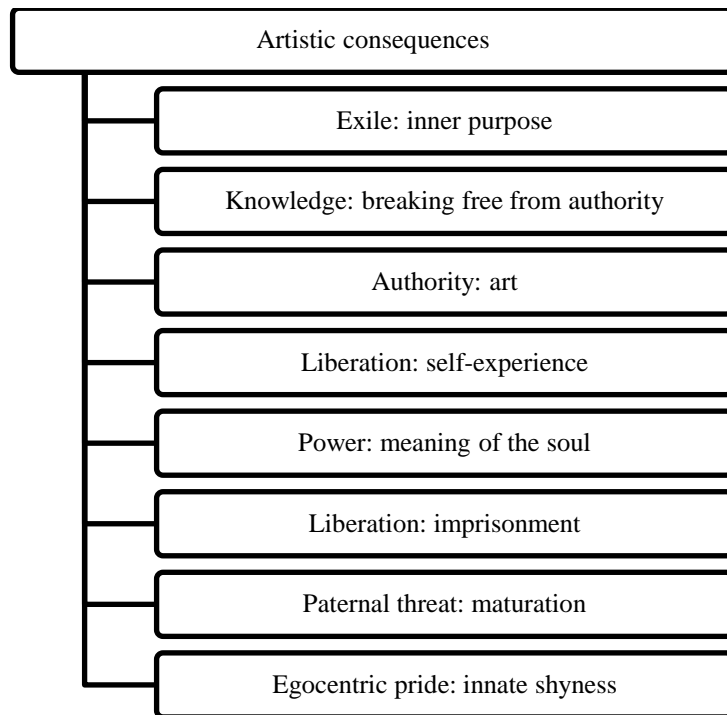 Artistic consequences
Exile: inner purpose
Knowledge: breaking free from authority
Authority: art
Liberation: self-experience
Power: meaning of the soul
Liberation: imprisonment
Paternal threat: maturation
Egocentric pride: innate shyness